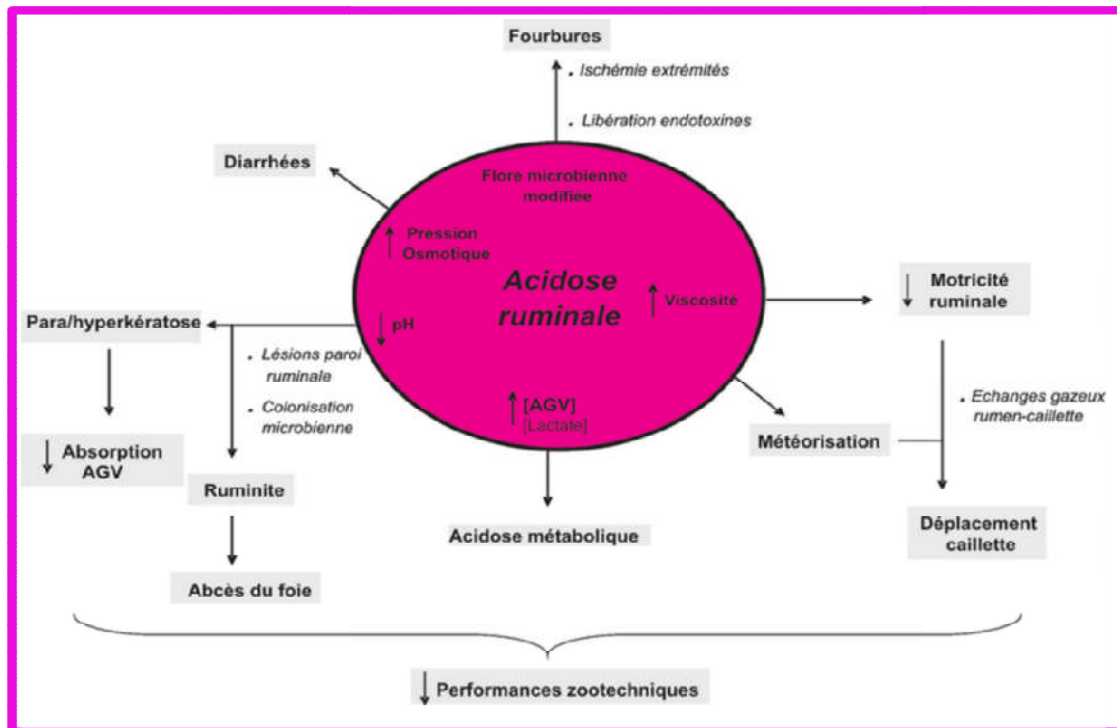 Fourbures
. Ischémie extrémités
. Libération endotoxines
Diarrhées
Flore microbienne
modifiée
↑ Pression
Osmotique
Acidose
ruminale
↑ Viscosité
↓ Motricité
ruminale
Para/hyperkératose
↓ pH
. Lésions paroi
ruminale
. Colonisation
microbienne
↑ [AGV]
[Lactate]
. Echanges gazeux
rumen-caillette
Météorisation
↓ Absorption
AGV
Ruminite
Acidose métabolique
Déplacement
caillette
Abcès du foie
↓ Performances zootechniques